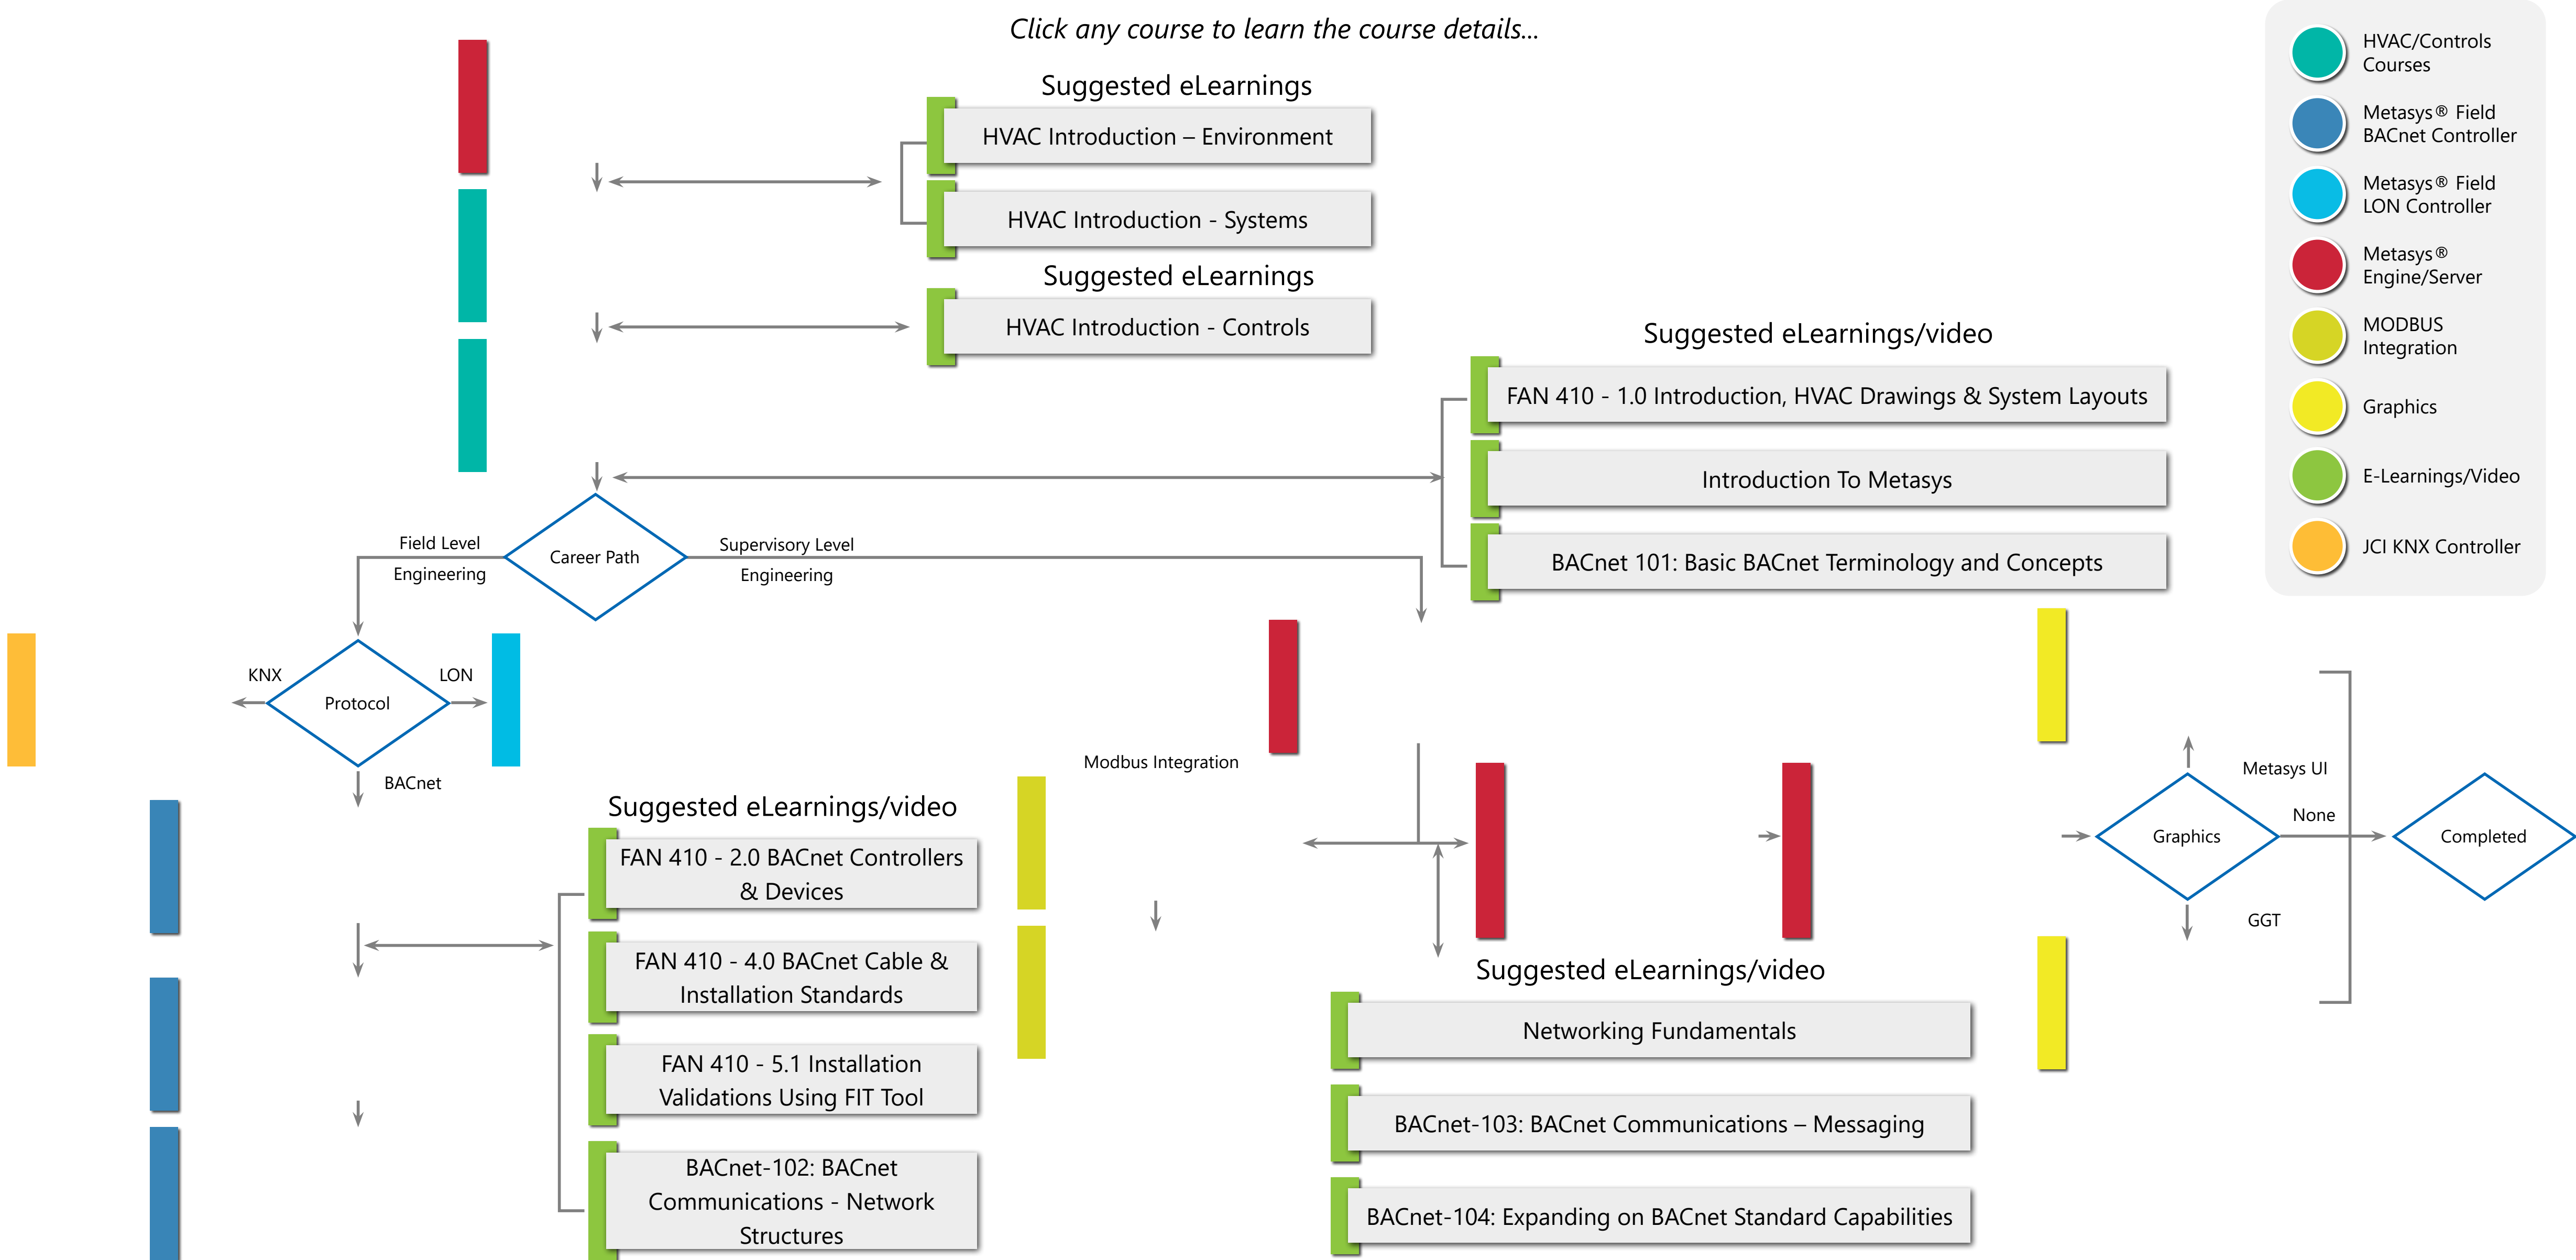 Click any course to learn the course details...
Suggested eLearnings
HVAC Introduction – Environment
HVAC Introduction - Systems
Suggested eLearnings
HVAC Introduction - Controls
Suggested eLearnings/video
FAN 410 - 1.0 Introduction, HVAC Drawings & System Layouts
Introduction To Metasys
BACnet 101: Basic BACnet Terminology and Concepts
HVAC/Controls
Courses
Metasys® Field
BACnet Controller
Metasys® Field
LON Controller
Metasys®
Engine/Server
MODBUS
Integration
Graphics
E-Learnings/Video
JCI KNX Controller
Field Level
Engineering
Career Path
Supervisory Level
Engineering
KNX
Protocol
LON
BACnet
Suggested eLearnings/video
FAN 410 - 2.0 BACnet Controllers
& Devices
FAN 410 - 4.0 BACnet Cable &
Installation Standards
FAN 410 - 5.1 Installation
Validations Using FIT Tool
BACnet-102: BACnet
Communications - Network
Structures
Modbus Integration
Suggested eLearnings/video
Networking Fundamentals
BACnet-103: BACnet Communications – Messaging
BACnet-104: Expanding on BACnet Standard Capabilities
Metasys UI
None
Graphics
Completed
GGT